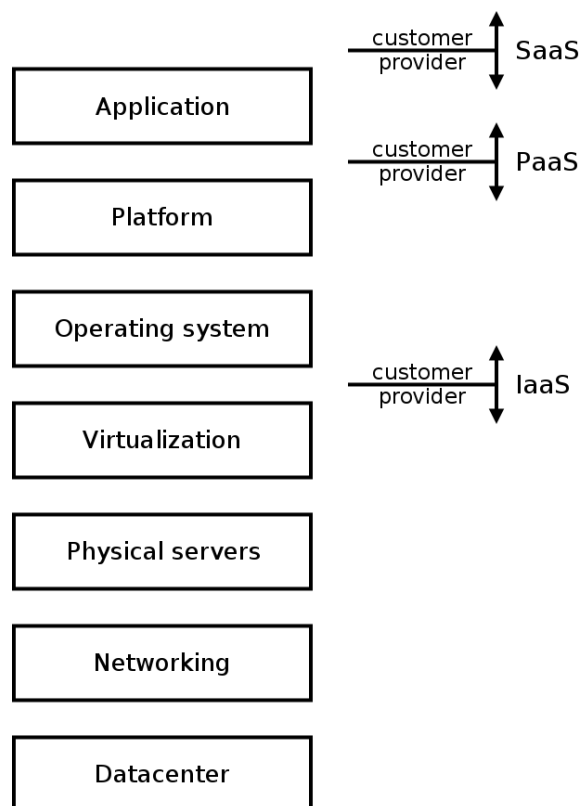 customer
provider
SaaS
Application
customer
provider
PaaS
Platform
Operating system
customer
provider
IaaS
Virtualization
Physical servers
Networking
Datacenter